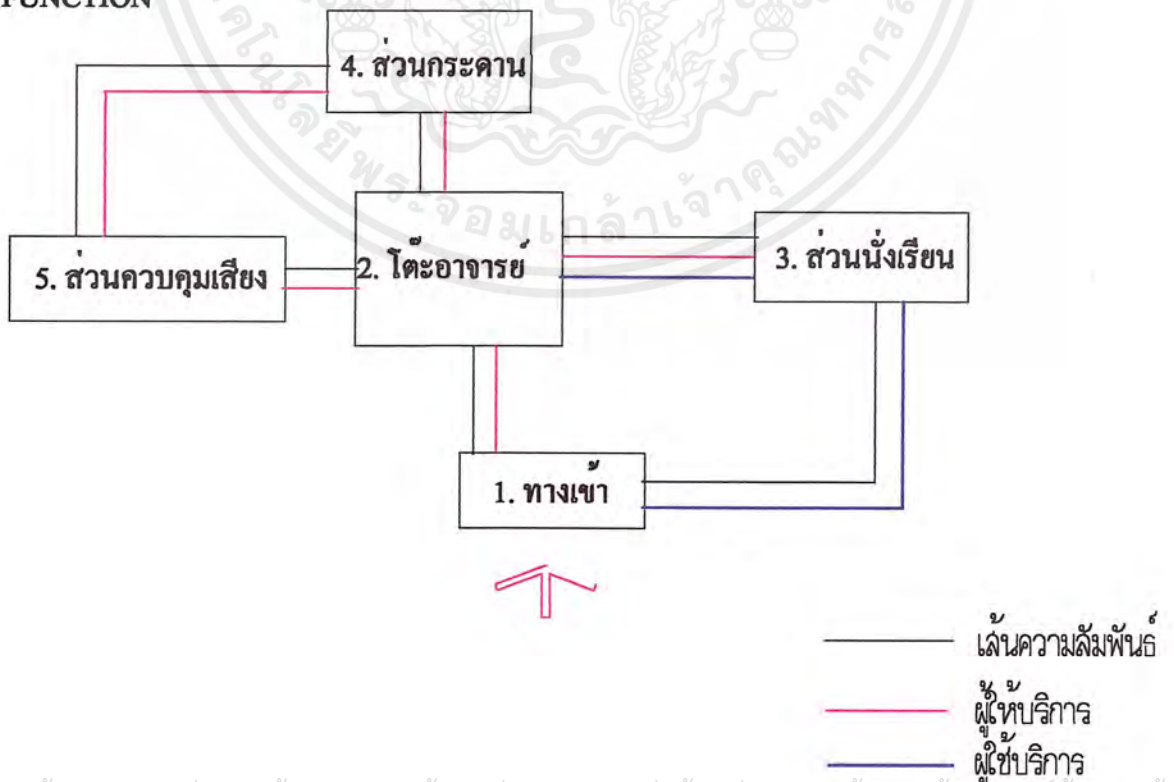 FUNCTION
4. ส่วนกระดาน
5. ส่วนควบคุมเสียง
2. โต๊ะอาจารย์
3. ส่วนนั่งเรียน
1. ทางเข้า
เส้นความสัมพันธ์
ผู้ให้บริการ
ผู้ใช้บริการ